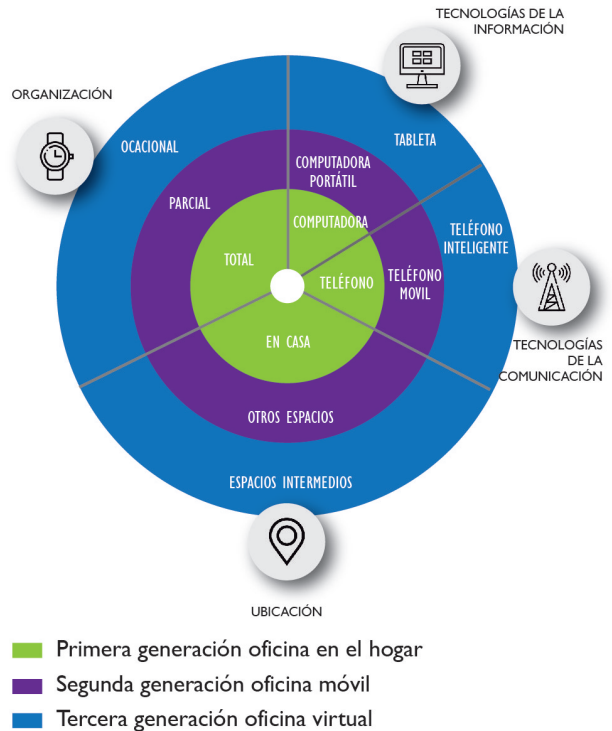 TECNOLOGÍAS DE LA
INFORMACIÓN
ORGANIZACIÓN
OCACIONAL
TABLETA
COMPUTADORA
PORTÁTIL
PARCIAL
COMPUTADORA
TELÉFONO
INTELIGENTE
TOTAL
TELÉFONO
TELÉFONO
MOVIL
TECNOLOGÍAS
DE LA
COMUNICACIÓN
EN CASA
OTROS ESPACIOS
ESPACIOS INTERMEDIOS
UBICACIÓN
Primera generación oficina en el hogar
Segunda generación oficina móvil
Tercera generación oficina virtual